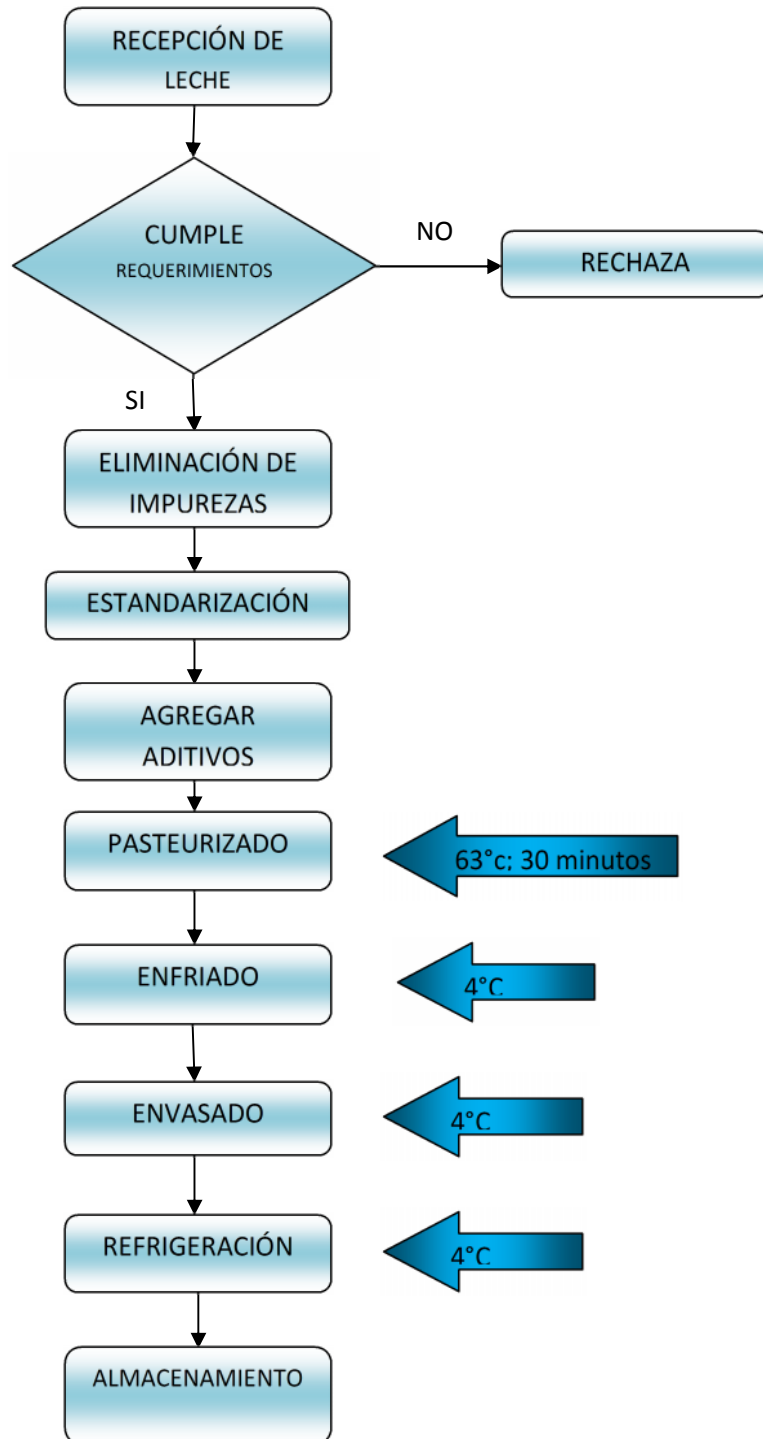 RECEPCIÓN DE
LECHE
CUMPLE
REQUERIMIENTOS
NO
RECHAZA
SI
ELIMINACIÓN DE
IMPUREZAS
ESTANDARIZACIÓN
AGREGAR
ADITIVOS
PASTEURIZADO
63°c; 30 minutos
ENFRIADO
4°C
ENVASADO
4°C
REFRIGERACIÓN
4°C
ALMACENAMIENTO